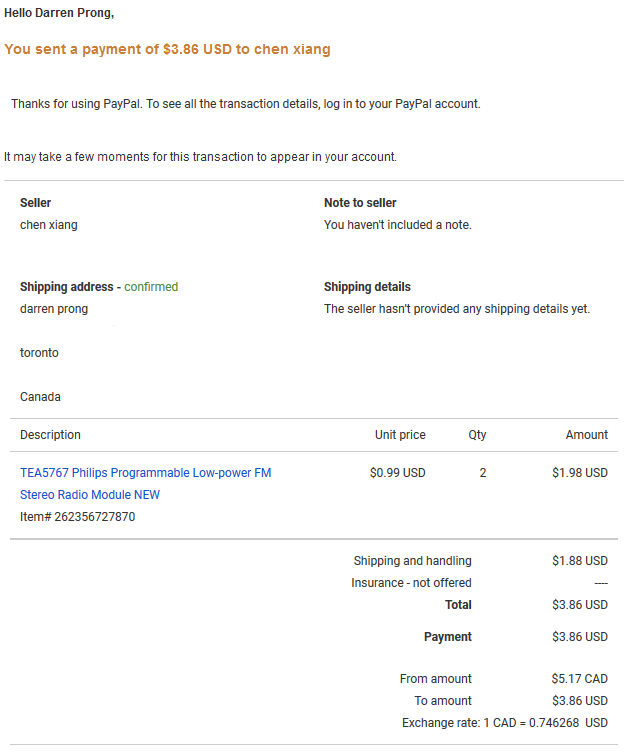 Hello Darren Prong,
You sent a payment of $3.86 USD to chen xiang
Thanks for using PayPal. To see all the transaction details, log in to your PayPal account.
It may take a few moments for this transaction to appear in your account.
Seller
chen xiang
Note to seller
You haven't included a note.
Shipping address - confirmed
darren prong
toronto
Canada
Shipping details
The seller hasn't provided any shipping details yet.
Description Unit price Qty Amount
TEA5767 Philips Programmable Low-power FM $0.99 USD 2 $1.98 USD
Stereo Radio Module NEW
Item# 262356727870
Shipping and handling $1.88 USD
Insurance - not offered ----
Total $3.86 USD
Payment $3.86 USD
From amount $5.17 CAD
To amount $3.86 USD
Exchange rate: 1 CAD = 0.746268 USD